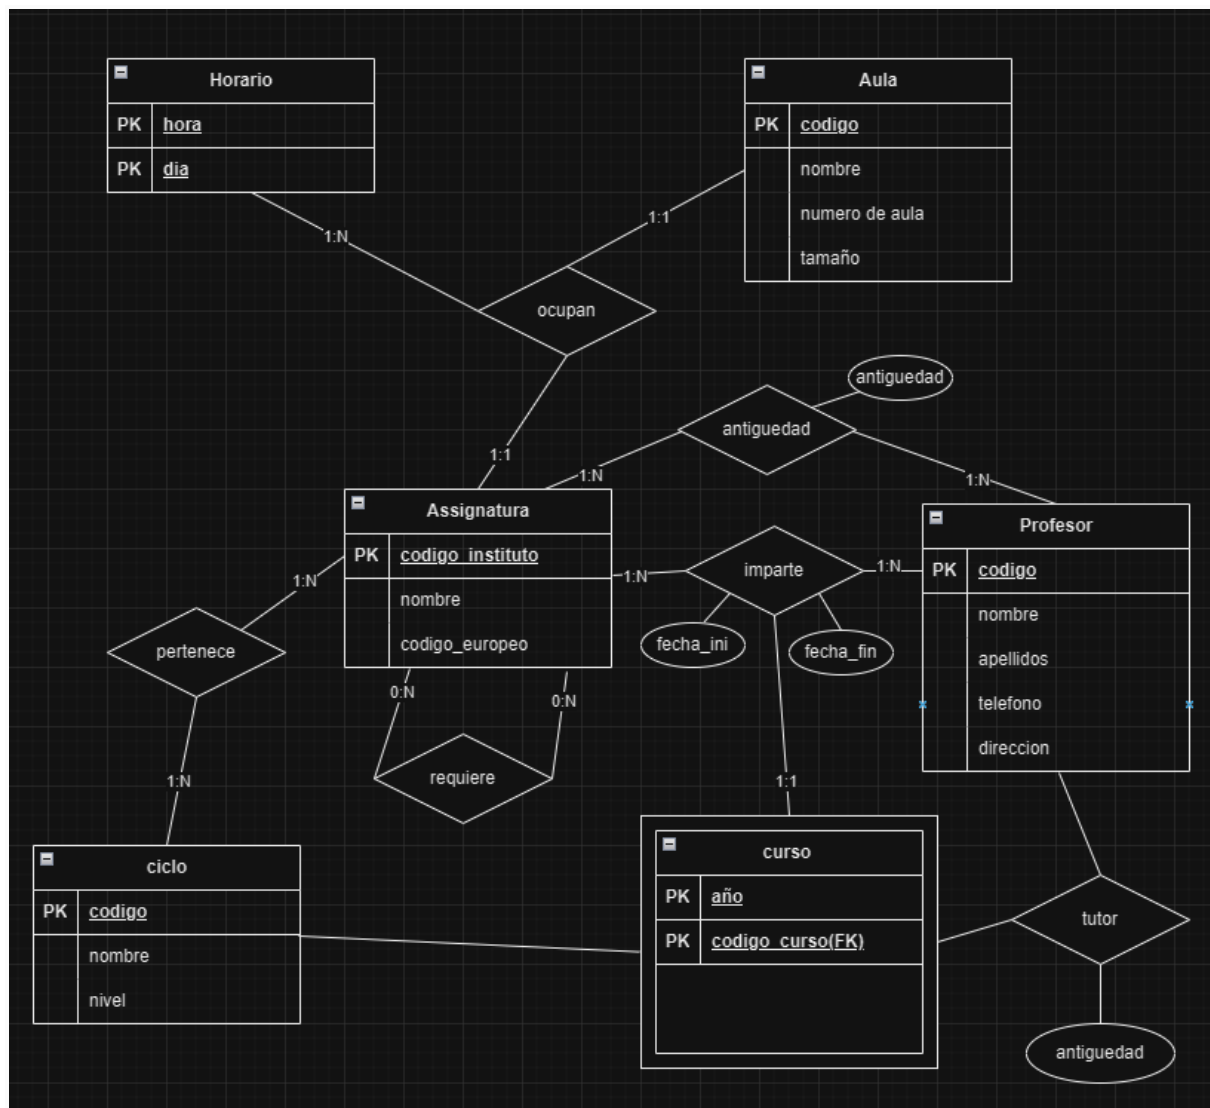 Horario
PK hora
PK dia
Aula
PK codigo
nombre
numero de aula
tamaño
1:N
1:1
ocupan
1:1
antiguedad
antiguedad
1:N
1:N
Assignatura
PK codigo_instituto
nombre
codigo_europeo
Profesor
PK codigo
nombre
apellidos
telefono
direccion
1:N
imparte
1:N
fecha_ini
fecha_fin
1:N
pertenece
1:N
0:N
0:N
requiere
1:1
ciclo
PK codigo
nombre
nivel
curso
PK año
PK codigo_curso(FK)
tutor
antiguedad